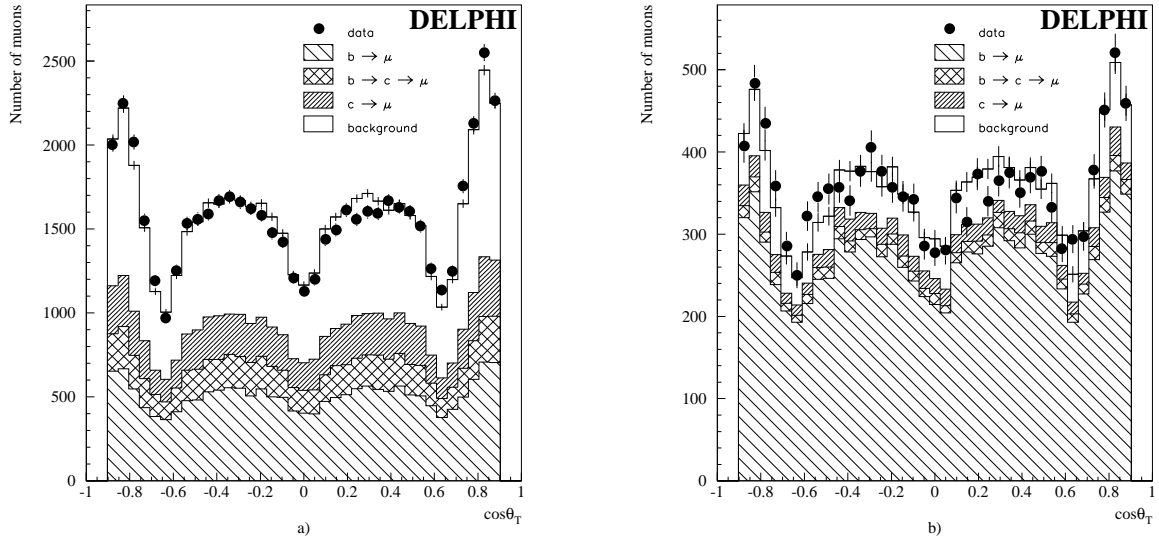 DELPHI
Number of muons
data
b → μ
b → c → μ
c → μ
background
2500
2000
1500
1000
500
0
-1 -0.8 -0.6 -0.4 -0.2 0 0.2 0.4 0.6 0.8 1
cosθT
a)
DELPHI
Number of muons
data
b → μ
b → c → μ
c → μ
background
500
400
300
200
100
0
-1 -0.8 -0.6 -0.4 -0.2 0 0.2 0.4 0.6 0.8 1
cosθT
b)